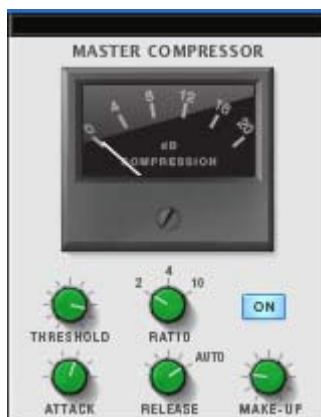 MASTER COMPRESSOR
0 4 8 12 16 20
dB
COMPRESSION
2 4 10
ON
THRESHOLD RATIO
AUTO
ATTACK RELEASE MAKE-UP